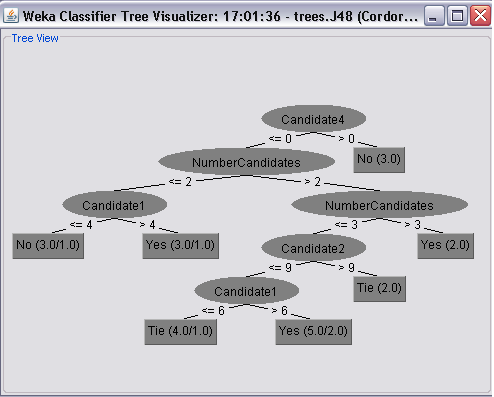 Weka Classifier Tree Visualizer: 17:01:36 - trees.J48 (Cordor...
Tree View
Candidate4
<= 0 > 0
NumberCandidates No (3.0)
<= 2 > 2
Candidate1 NumberCandidates
<= 4 > 4 <= 3 > 3
No (3.0/1.0) Yes (3.0/1.0) Candidate2 Yes (2.0)
<= 9 > 9
Candidate1 Tie (2.0)
<= 6 > 6
Tie (4.0/1.0) Yes (5.0/2.0)